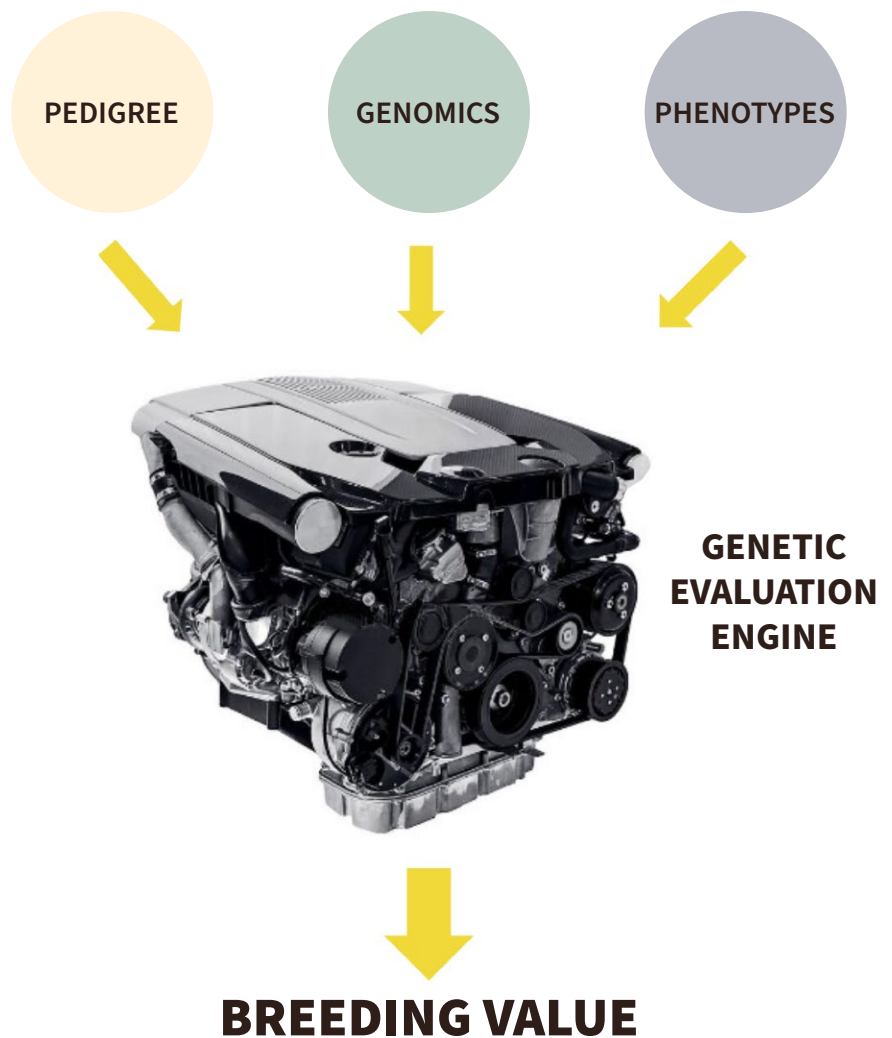 PEDIGREE
GENOMICS
PHENOTYPES
GENETIC
EVALUATION
ENGINE
BREEDING VALUE